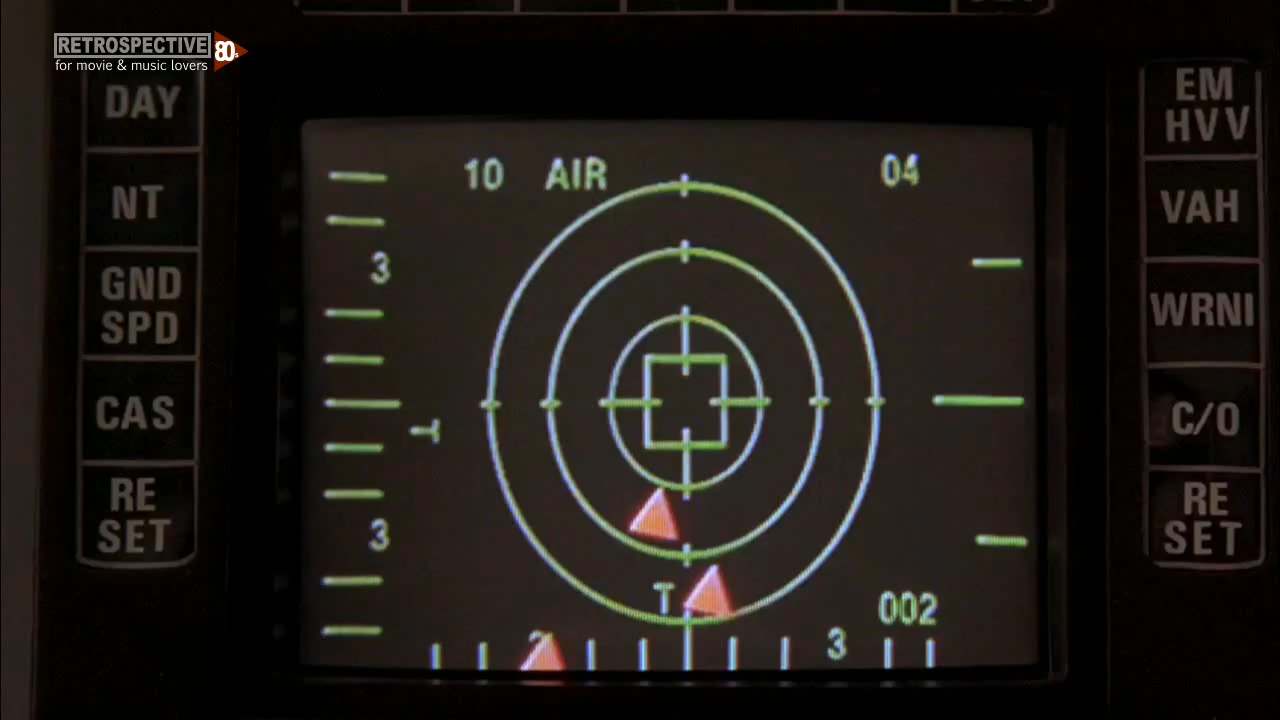 RETROSPECTIVE 80s
for movie & music lovers
DAY
NT
GND
SPD
CAS
RE
SET
EM
HVV
VAH
WRNI
C/O
RE
SET
10 AIR 04
3
3
T
T
002
3